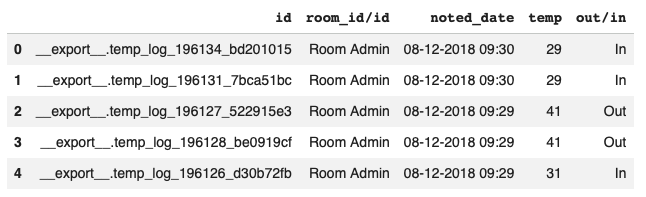 id room_id/id noted_date temp out/in
0 __export__.temp_log_196134_bd201015 Room Admin 08-12-2018 09:30 29 In
1 __export__.temp_log_196131_7bca51bc Room Admin 08-12-2018 09:30 29 In
2 __export__.temp_log_196127_522915e3 Room Admin 08-12-2018 09:29 41 Out
3 __export__.temp_log_196128_be0919cf Room Admin 08-12-2018 09:29 41 Out
4 __export__.temp_log_196126_d30b72fb Room Admin 08-12-2018 09:29 31 In